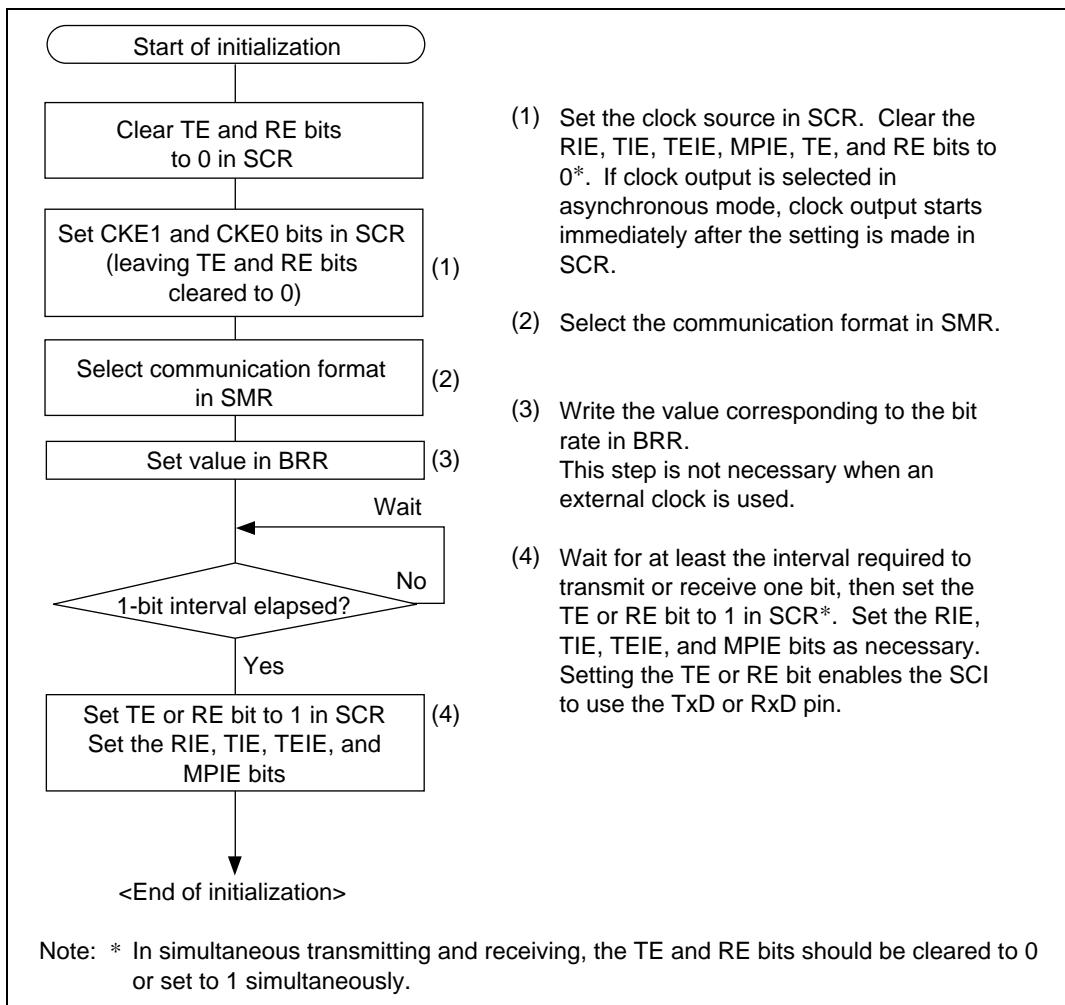 Start of initialization
Clear TE and RE bits
to 0 in SCR
Set CKE1 and CKE0 bits in SCR
(leaving TE and RE bits
cleared to 0)
(1)
Select communication format
in SMR
(2)
Set value in BRR
(3)
Wait
No
1-bit interval elapsed?
Yes
Set TE or RE bit to 1 in SCR
Set the RIE, TIE, TEIE, and
MPIE bits
(4)
<End of initialization>
(1) Set the clock source in SCR. Clear the
RIE, TIE, TEIE, MPIE, TE, and RE bits to
0*. If clock output is selected in
asynchronous mode, clock output starts
immediately after the setting is made in
SCR.
(2) Select the communication format in SMR.
(3) Write the value corresponding to the bit
rate in BRR.
This step is not necessary when an
external clock is used.
(4) Wait for at least the interval required to
transmit or receive one bit, then set the
TE or RE bit to 1 in SCR*. Set the RIE,
TIE, TEIE, and MPIE bits as necessary.
Setting the TE or RE bit enables the SCI
to use the TxD or RxD pin.
Note: * In simultaneous transmitting and receiving, the TE and RE bits should be cleared to 0
or set to 1 simultaneously.